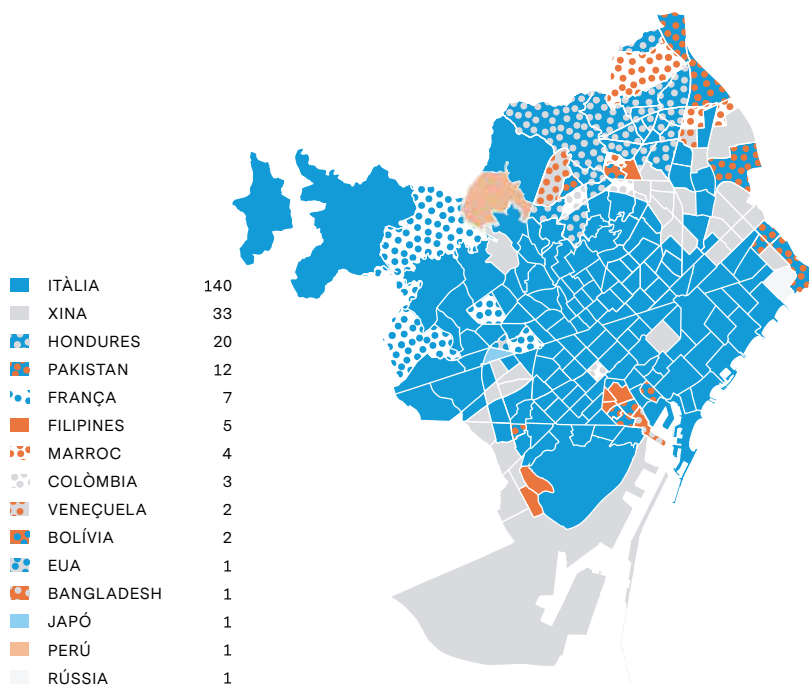 ITÀLIA 140
XINA 33
HONDURES 20
PAKISTAN 12
FRANÇA 7
FILIPINES 5
MARROC 4
COLÒMBIA 3
VENEÇUELA 2
BOLÍVIA 2
EUA 1
BANGLADESH 1
JAPÓ 1
PERÚ 1
RÚSSIA 1